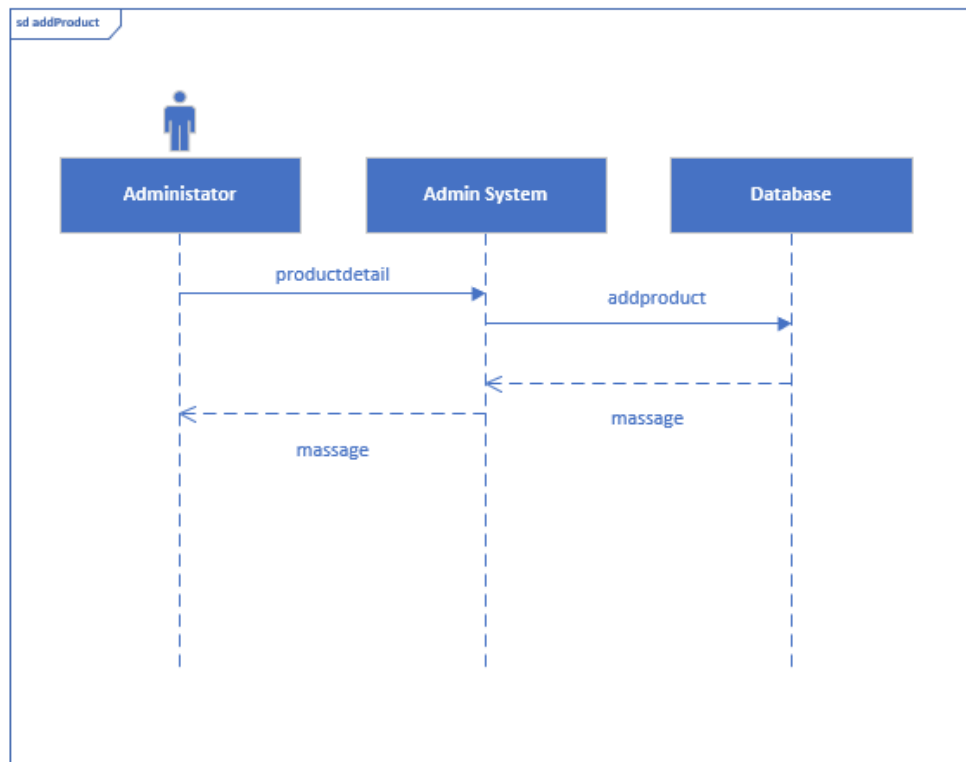 sd addProduct
Administator
Admin System
Database
productdetail
addproduct
massage
massage